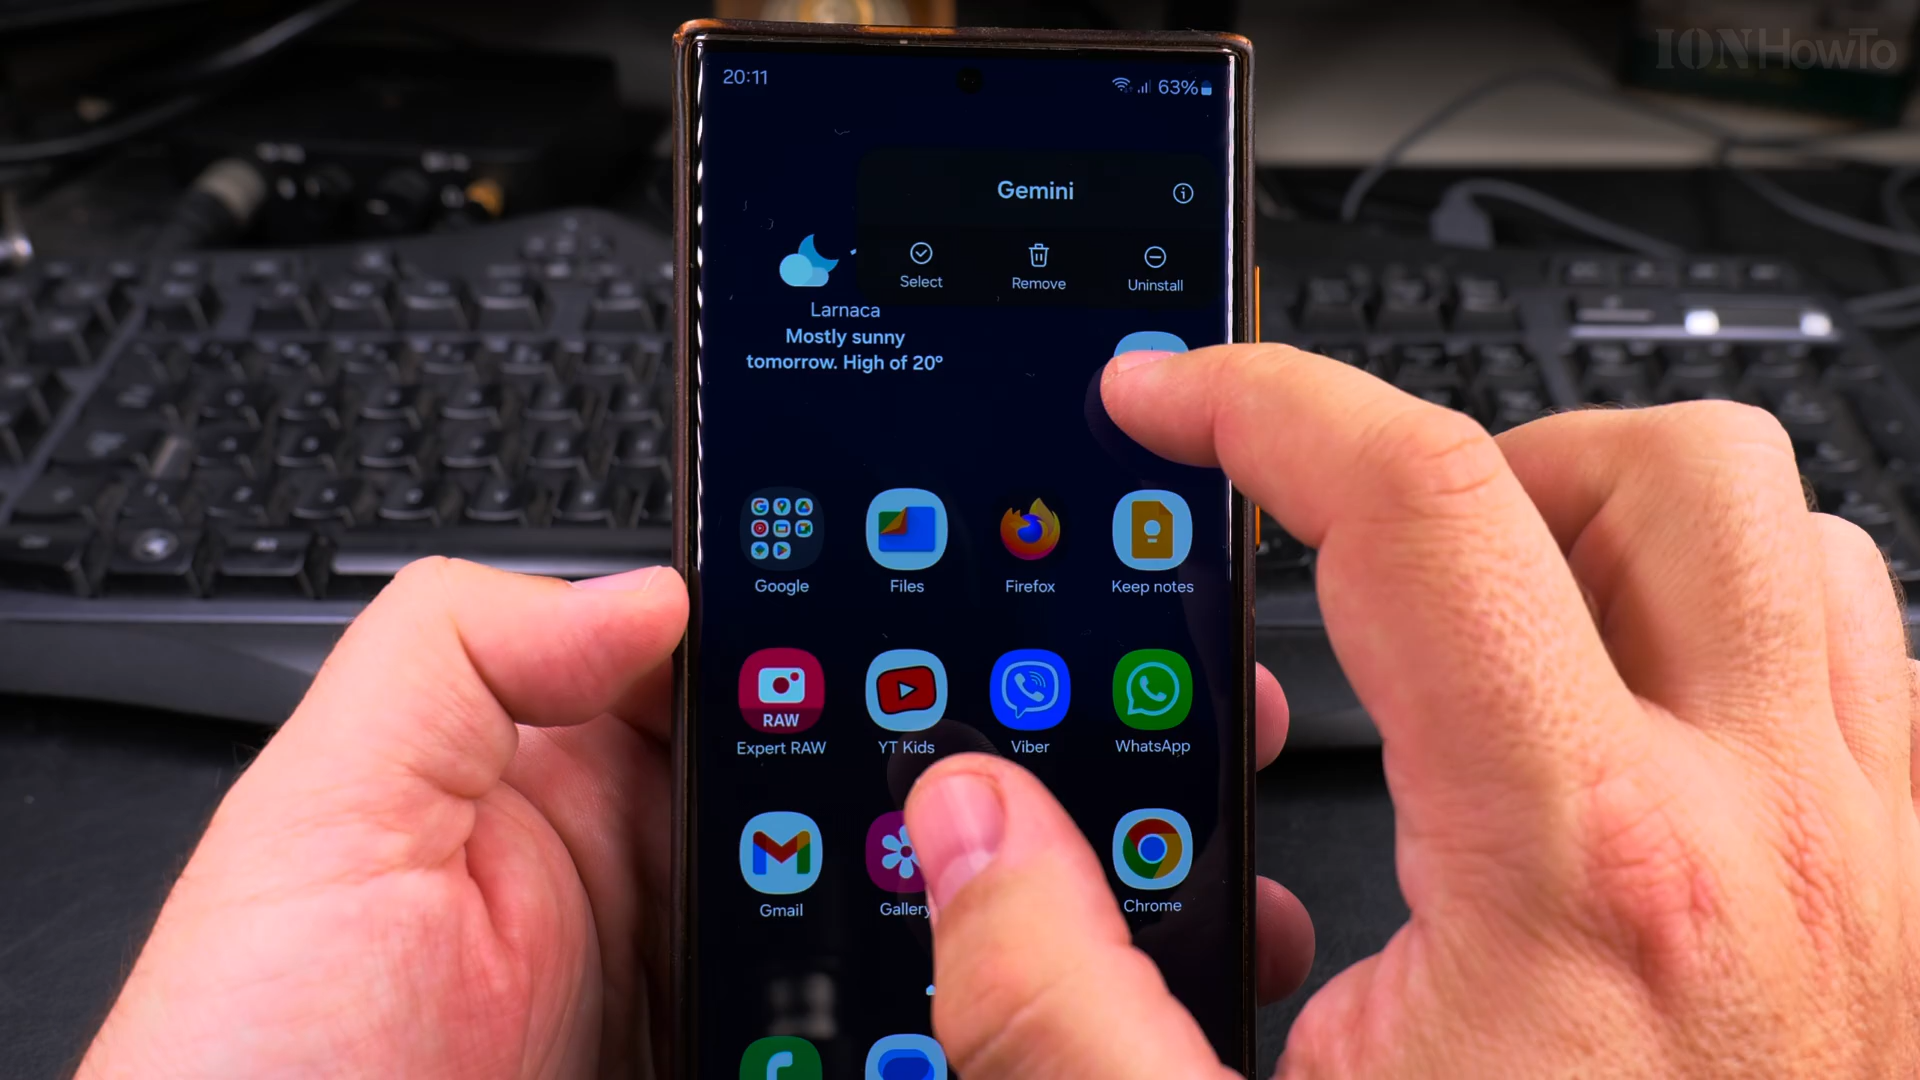 IONHowTo
20:11
63%
Gemini
Select
Remove
Uninstall
Larnaca
Mostly sunny
tomorrow. High of 20°
Google
Files
Firefox
Keep notes
RAW
Expert RAW
YT Kids
Viber
WhatsApp
Gmail
Gallery
Chrome